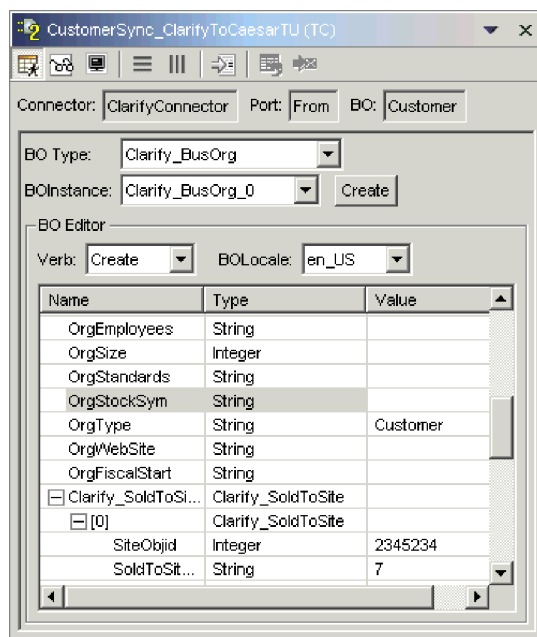 CustomerSync_ClarifyToCaesarTU (TC)
Connector: ClarifyConnector Port: From BO: Customer
BO Type: Clarify_BusOrg
BOInstance: Clarify_BusOrg_0 Create
BO Editor
Verb: Create BOLocale: en_US
Name Type Value
OrgEmployees String
OrgSize Integer
OrgStandards String
OrgStockSym String
OrgType String Customer
OrgWebSite String
OrgFiscalStart String
Clarify_SoldToSi... Clarify_SoldToSite
[0] Clarify_SoldToSite
SiteObjid Integer 2345234
SoldToSit... String 7